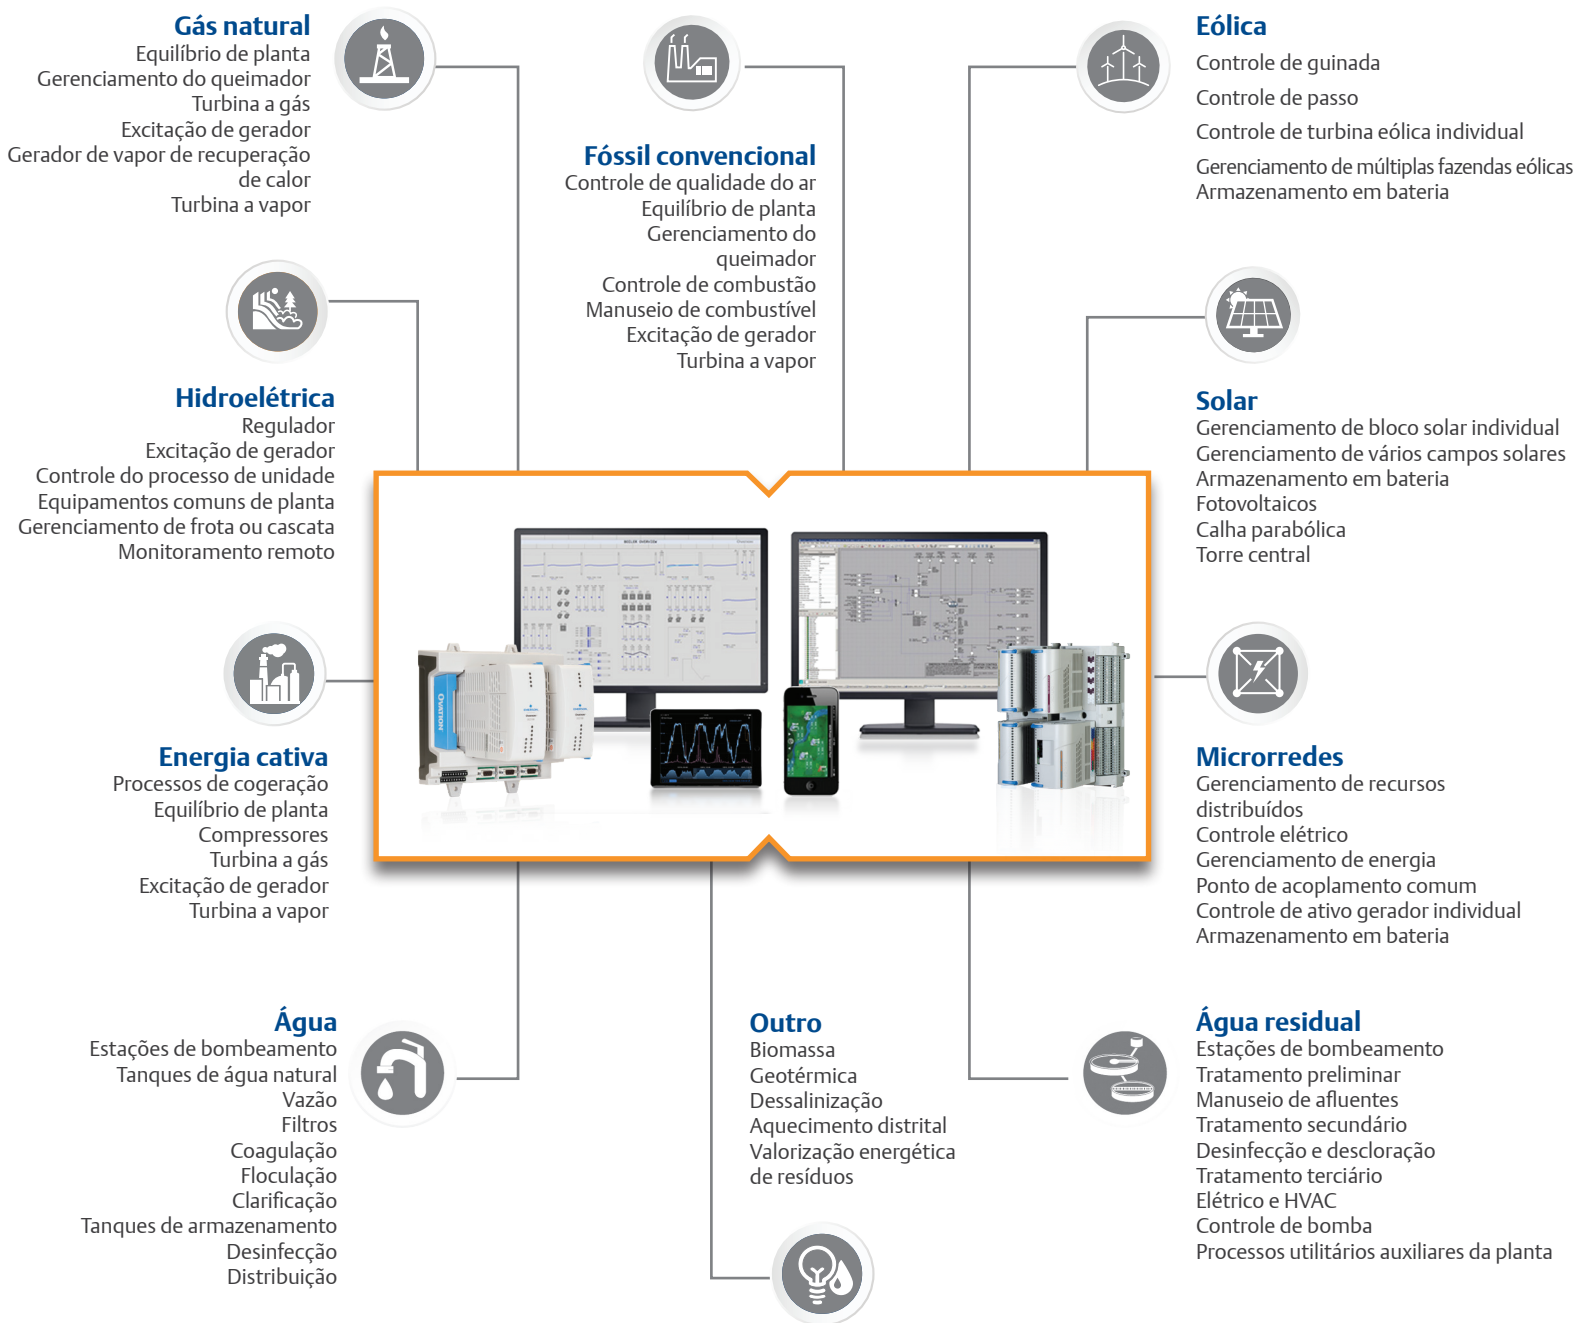 Gás natural
Equilíbrio de planta
Gerenciamento do queimador
Turbina a gás
Excitação de gerador
Gerador de vapor de recuperação
de calor
Turbina a vapor
Fóssil convencional
Controle de qualidade do ar
Equilíbrio de planta
Gerenciamento do
queimador
Controle de combustão
Manuseio de combustível
Excitação de gerador
Turbina a vapor
Eólica
Controle de guinada
Controle de passo
Controle de turbina eólica individual
Gerenciamento de múltiplas fazendas eólicas
Armazenamento em bateria
Hidroelétrica
Regulador
Excitação de gerador
Controle do processo de unidade
Equipamentos comuns de planta
Gerenciamento de frota ou cascata
Monitoramento remoto
Solar
Gerenciamento de bloco solar individual
Gerenciamento de vários campos solares
Armazenamento em bateria
Fotovoltaicos
Calha parabólica
Torre central
BOILER OVERVIEW
OVATION
Energia cativa
Processos de cogeração
Equilíbrio de planta
Compressores
Turbina a gás
Excitação de gerador
Turbina a vapor
Microrredes
Gerenciamento de recursos
distribuídos
Controle elétrico
Gerenciamento de energia
Ponto de acoplamento comum
Controle de ativo gerador individual
Armazenamento em bateria
Água
Estações de bombeamento
Tanques de água natural
Vazão
Filtros
Coagulação
Floculação
Clarificação
Tanques de armazenamento
Desinfecção
Distribuição
Outro
Biomassa
Geotérmica
Dessalinização
Aquecimento distrital
Valorização energética
de resíduos
Água residual
Estações de bombeamento
Tratamento preliminar
Manuseio de afluentes
Tratamento secundário
Desinfecção e descloração
Tratamento terciário
Elétrico e HVAC
Controle de bomba
Processos utilitários auxiliares da planta